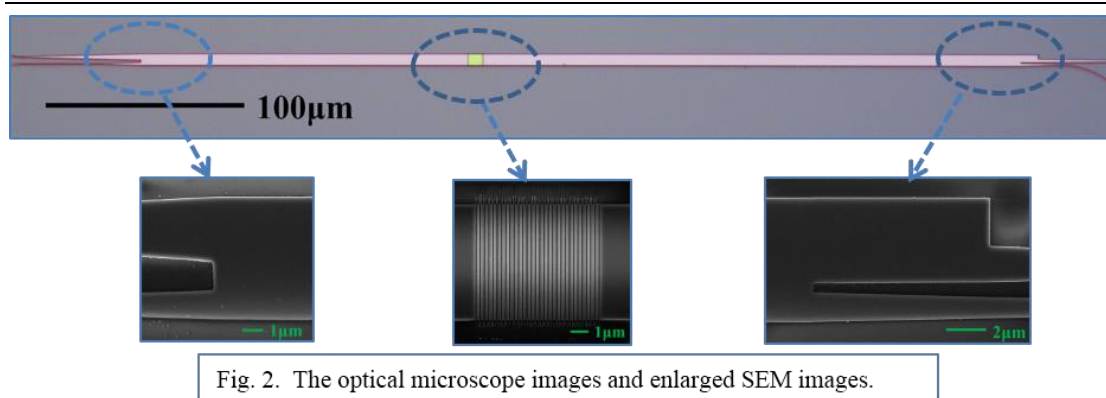 100µm
1µm
1µm
2µm
Fig. 2. The optical microscope images and enlarged SEM images.